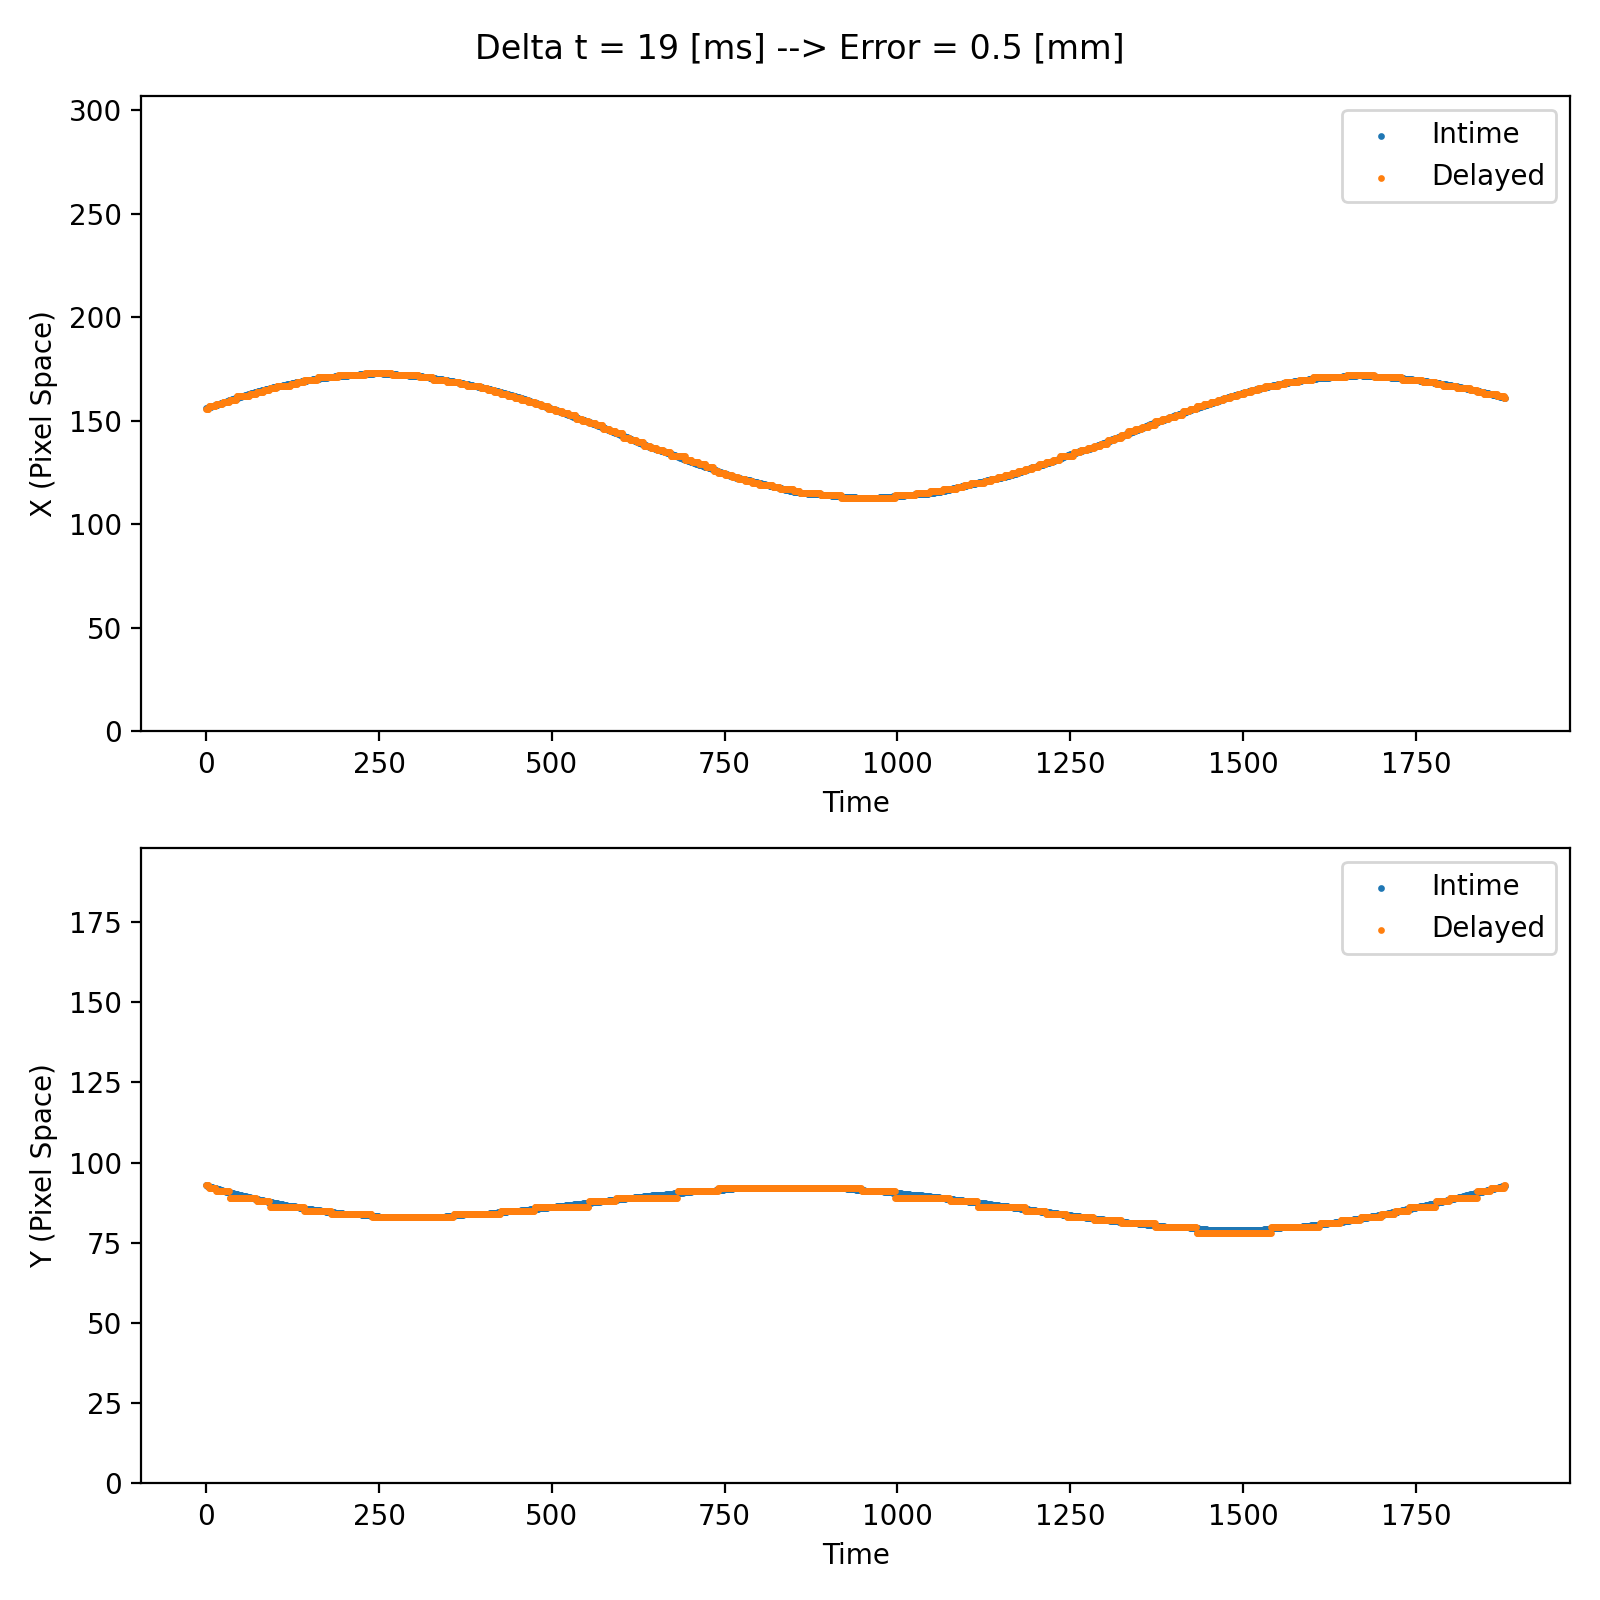 Delta t = 19 [ms] --> Error = 0.5 [mm]
300
250
200
150
100
50
0
X (Pixel Space)
Intime
Delayed
0 250 500 750 1000 1250 1500 1750
Time
175
150
125
100
75
50
25
0
Y (Pixel Space)
Intime
Delayed
0 250 500 750 1000 1250 1500 1750
Time